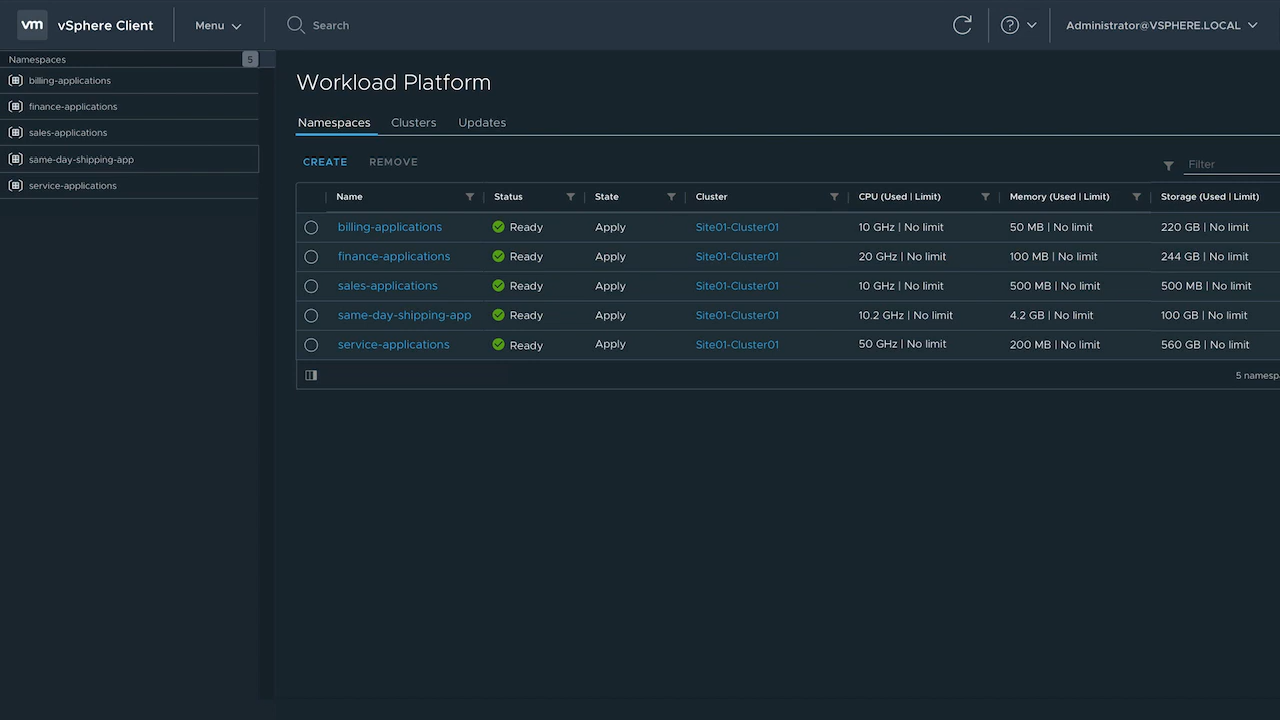 vm vSphere Client Menu Search ? Administrator@VSPHERE.LOCAL
Namespaces 5
billing-applications
finance-applications
sales-applications
same-day-shipping-app
service-applications
Workload Platform
Namespaces Clusters Updates
CREATE REMOVE Filter
Name Status State Cluster CPU (Used | Limit) Memory (Used | Limit) Storage (Used | Limit)
billing-applications Ready Apply Site01-Cluster01 10 GHz | No limit 50 MB | No limit 220 GB | No limit
finance-applications Ready Apply Site01-Cluster01 20 GHz | No limit 100 MB | No limit 244 GB | No limit
sales-applications Ready Apply Site01-Cluster01 10 GHz | No limit 500 MB | No limit 500 MB | No limit
same-day-shipping-app Ready Apply Site01-Cluster01 10.2 GHz | No limit 4.2 GB | No limit 100 GB | No limit
service-applications Ready Apply Site01-Cluster01 50 GHz | No limit 200 MB | No limit 560 GB | No limit
5 namespa